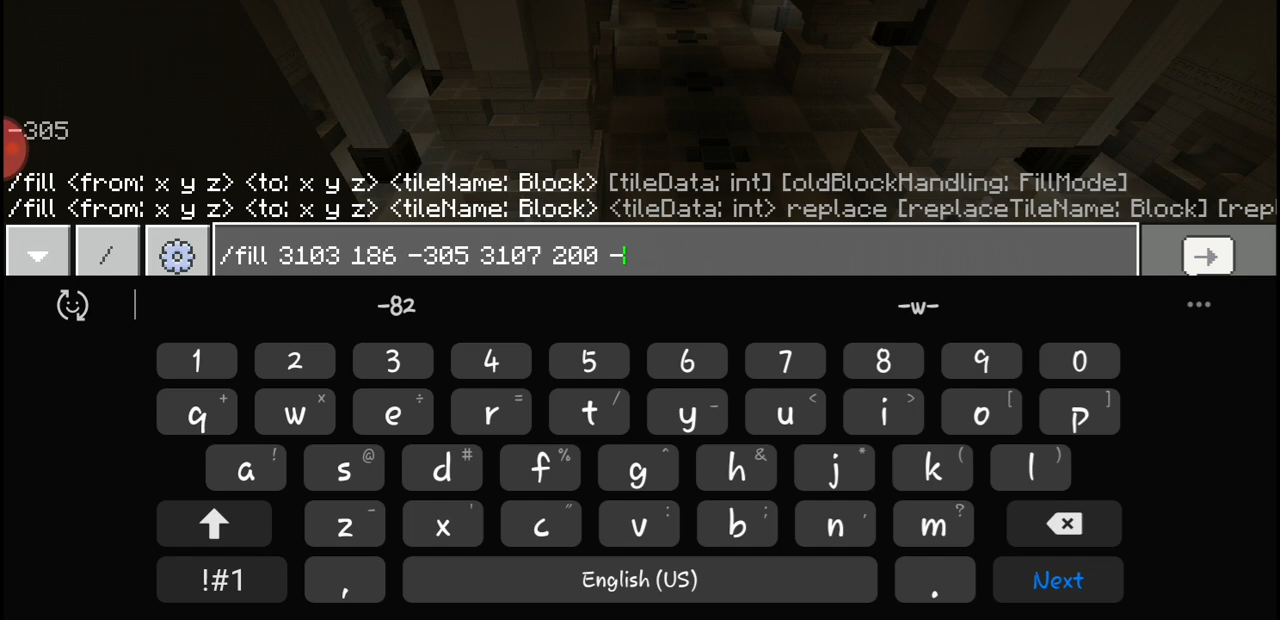 -305
/fill <from: x y z> <to: x y z> <tileName: Block> [tileData: int] [oldBlockHandling: FillMode]
/fill <from: x y z> <to: x y z> <tileName: Block> <tileData: int> replace [replaceTileName: Block] [repl
/ /fill 3103 186 -305 3107 200 -
-82 -w- •••
1 2 3 4 5 6 7 8 9 0
q + w × e ÷ r = t / y _ u < i > o [ p ]
a ! s @ d # f % g ^ h & j * k ( l )
z - x ' c " v : b ; n , m ?
!#1 , English (US) . Next